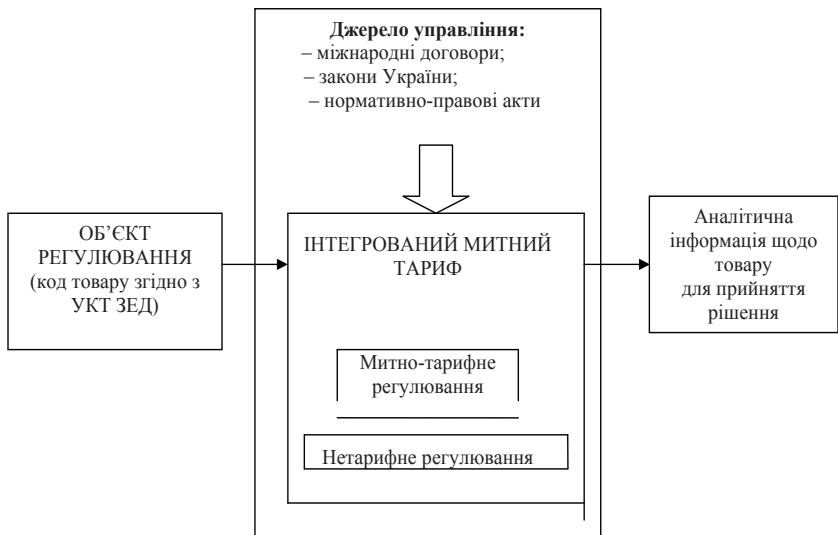 Джерело управління:
– міжнародні договори;
– закони України;
– нормативно-правові акти
ОБ’ЄКТ
РЕГУЛЮВАННЯ
(код товару згідно з
УКТ ЗЕД)
ІНТЕГРОВАНИЙ МИТНИЙ
ТАРИФ
Митно-тарифне
регулювання
Нетарифне регулювання
Аналітична
інформація щодо
товару
для прийняття
рішення